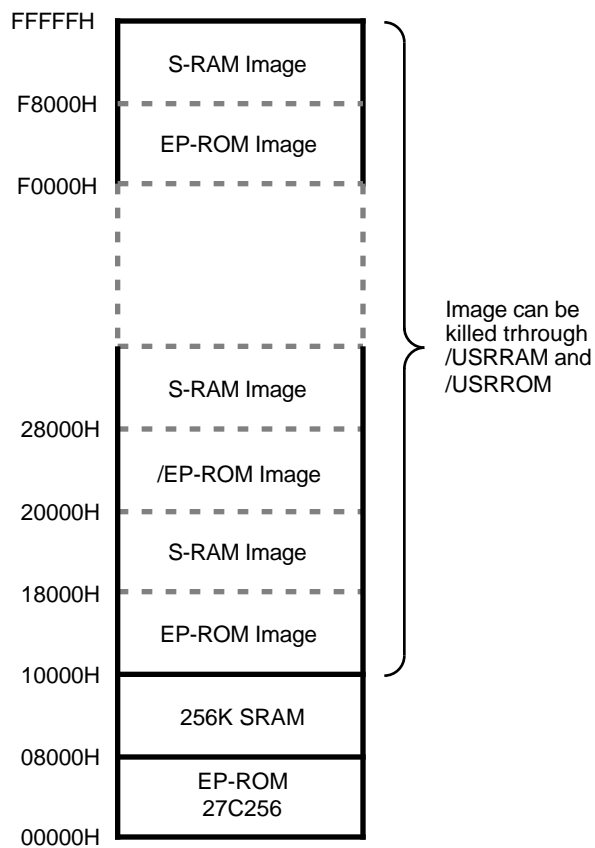 FFFFFH
S-RAM Image
F8000H
EP-ROM Image
F0000H
Image can be
killed trhrough
/USRRAM and
/USRROM
S-RAM Image
28000H
/EP-ROM Image
20000H
S-RAM Image
18000H
EP-ROM Image
10000H
256K SRAM
08000H
EP-ROM
27C256
00000H